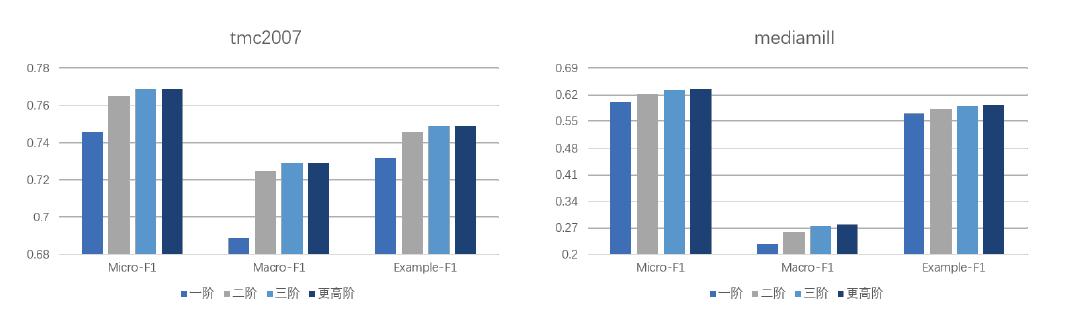 tmc2007
0.78
0.76
0.74
0.72
0.7
0.68
Micro-F1
Macro-F1
Example-F1
一阶 二阶 三阶 更高阶
mediamill
0.69
0.62
0.55
0.48
0.41
0.34
0.27
0.2
Micro-F1
Macro-F1
Example-F1
一阶 二阶 三阶 更高阶